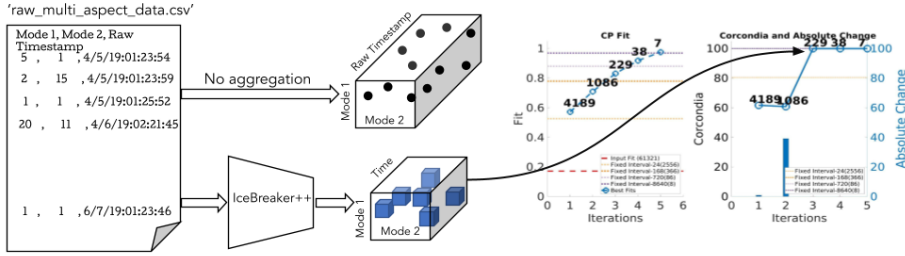 'raw_multi_aspect_data.csv'
Mode 1, Mode 2, Raw
Timestamp
5 , 1 ,4/5/19:01:23:54
2 , 15 ,4/5/19:01:23:59
1 , 1 ,4/5/19:01:25:52
20 , 11 ,4/6/19:02:21:45
1 , 1 ,6/7/19:01:23:46
No aggregation
IceBreaker++
Raw Timestamp
Mode 1
Mode 2
Time
Mode 1
Mode 2
CP Fit
Fit
1
0.8
0.6
0.4
0.2
0
4189
1086
229
38
7
Input Fit (61321)
Fixed Interval-24(2556)
Fixed Interval-168(366)
Fixed Interval-720(86)
Fixed Interval-8640(8)
Best Fits
0 1 2 3 4 5 6
Iterations
Corcondia and Absolute Change
Corcondia
100
80
60
40
20
0
4189
1086
229 38 7
Fixed Interval-24(2556)
Fixed Interval-168(366)
Fixed Interval-720(86)
Fixed Interval-8640(8)
0 1 2 3 4 5
Iterations
100
80
60
40
20
0
Absolute Change